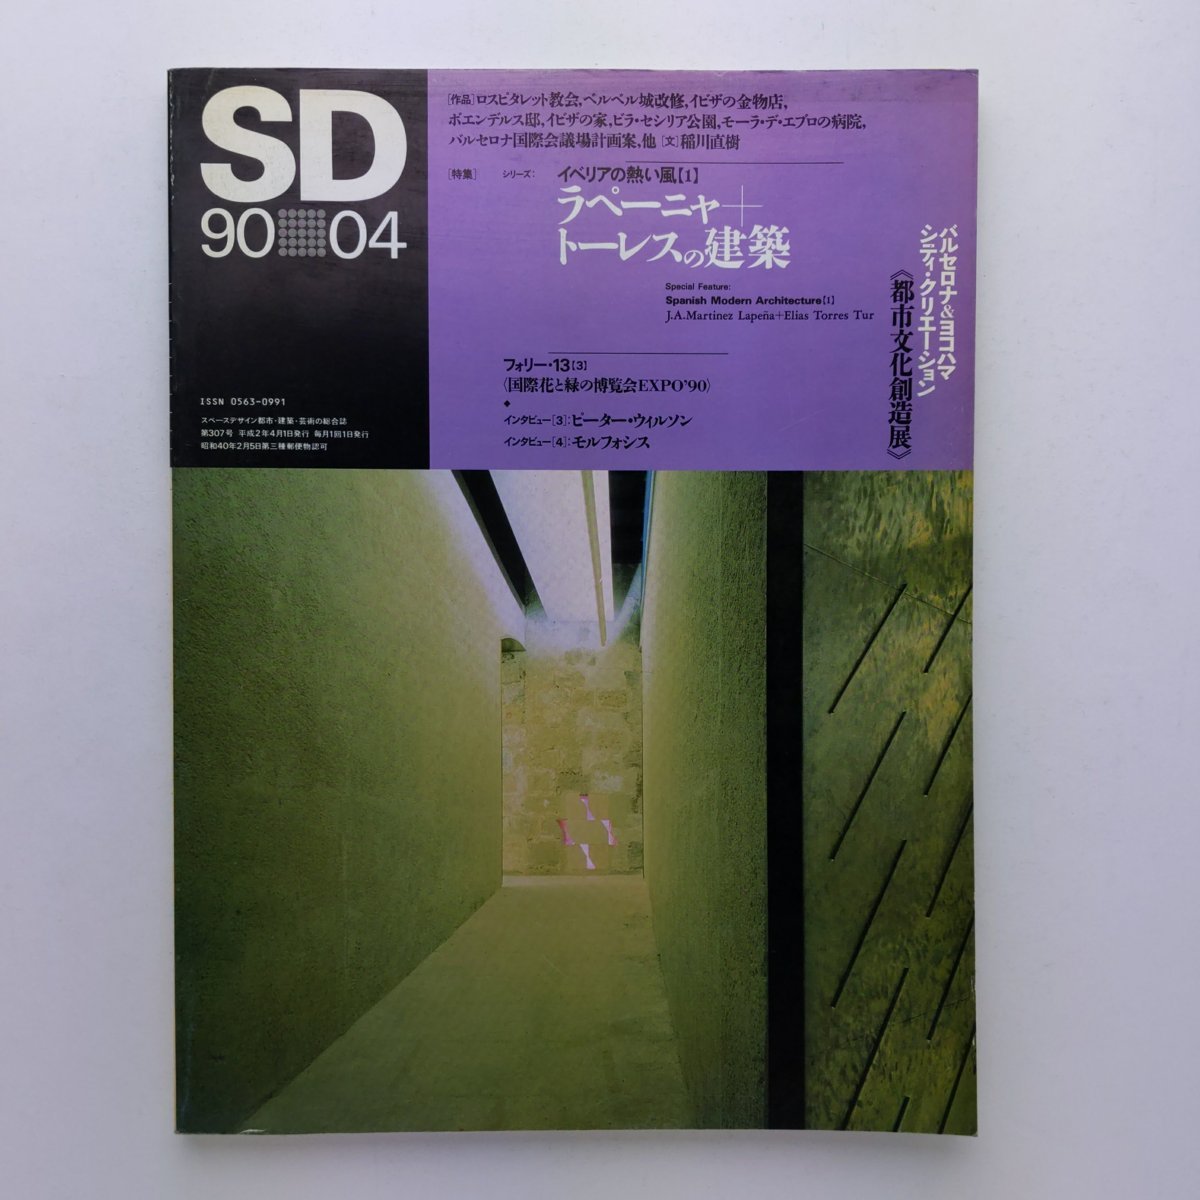 SD
90 04
ISSN 0563-0991
スペースデザイン都市・建築・芸術の総合誌
第307号 平成2年4月1日発行 毎月1回1日発行
昭和40年2月5日第三種郵便物認可
[作品]ロスピタレット教会,ベルベル城改修,イビザの金物店,
ボエンデルス邸,イビザの家,ビラ・セシリア公園,モーラ・デ・エブロの病院,
バルセロナ国際会議場計画案,他[文]稲川直樹
[特集] シリーズ: イベリアの熱い風【1】
ラペーニャ+
トーレスの建築
Special Feature:
Spanish Modern Architecture【1】
J.A.Martinez Lapeña+Elias Torres Tur
フォリー・13【3】
〈国際花と緑の博覧会EXPO'90〉
◆
インタビュー[3]:ピーター・ウィルソン
インタビュー[4]:モルフォシス
バルセロナ&ヨコハマ
シティ・クリエーション
《都市文化創造展》